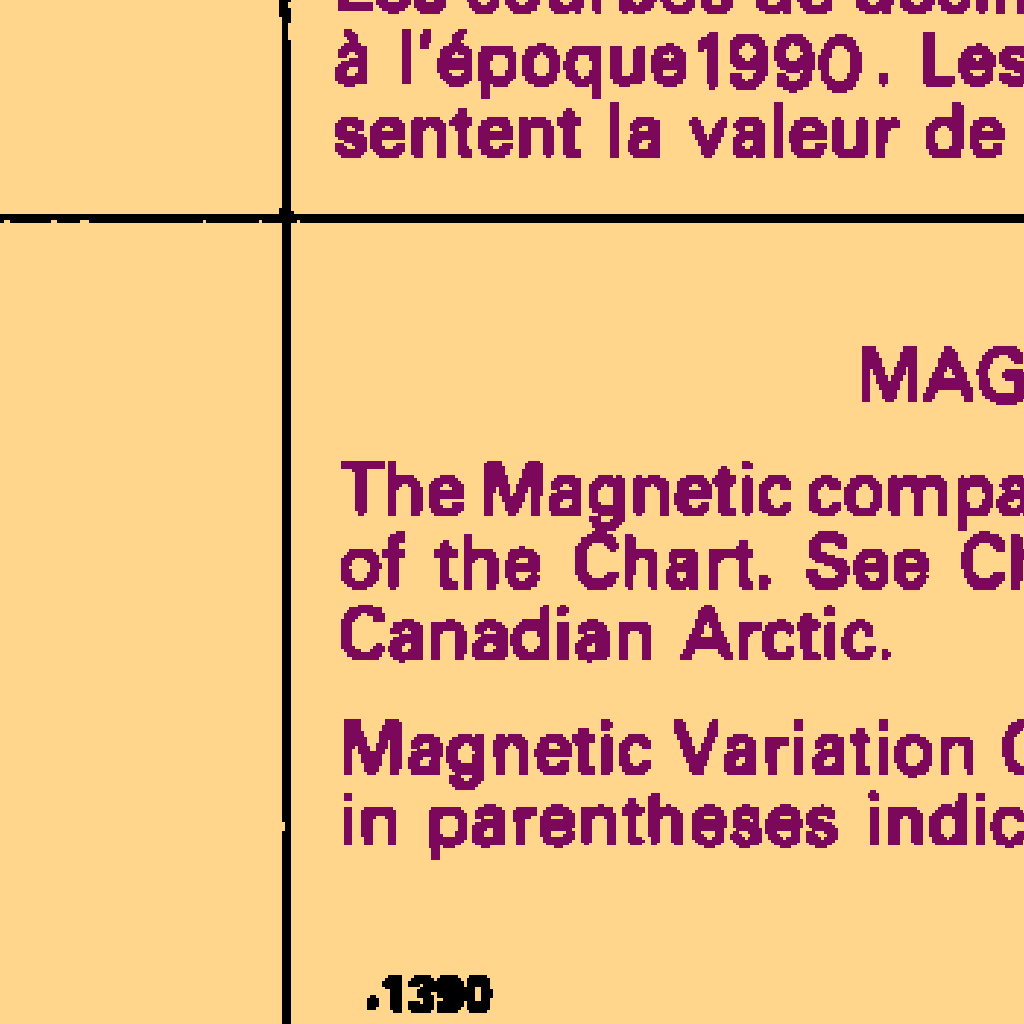 à l'époque1990. Les
sentent la valeur de
MAG
The Magnetic compa
of the Chart. See Ch
Canadian Arctic.
Magnetic Variation C
in parentheses indic
.1390